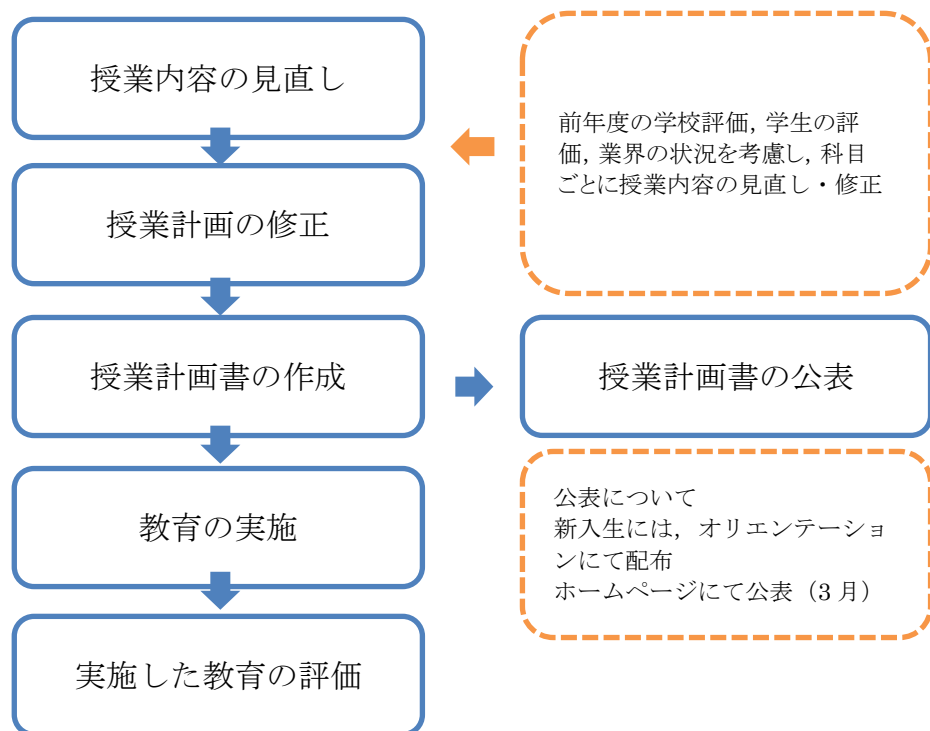 授業内容の見直し
前年度の学校評価, 学生の評
価, 業界の状況を考慮し, 科目
ごとに授業内容の見直し・修正
授業計画の修正
授業計画書の作成
授業計画書の公表
公表について
新入生には, オリエンテーショ
ンにて配布
ホームページにて公表（3 月）
教育の実施
実施した教育の評価